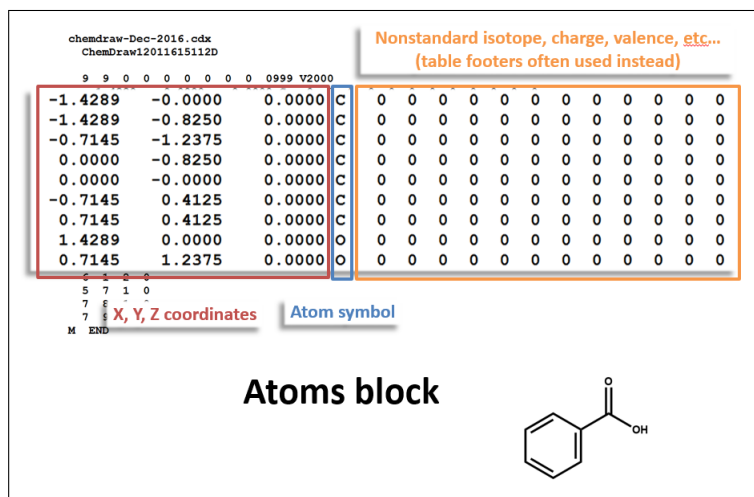 chemdraw-Dec-2016.cdx
ChemDraw12011615112D
Nonstandard isotope, charge, valence, etc…
(table footers often used instead)
9 9 0 0 0 0 0 0 0 0999 V2000
-1.4289 -0.0000 0.0000 C 0 0 0 0 0 0 0 0 0 0 0 0
-1.4289 -0.8250 0.0000 C 0 0 0 0 0 0 0 0 0 0 0 0
-0.7145 -1.2375 0.0000 C 0 0 0 0 0 0 0 0 0 0 0 0
0.0000 -0.8250 0.0000 C 0 0 0 0 0 0 0 0 0 0 0 0
0.0000 -0.0000 0.0000 C 0 0 0 0 0 0 0 0 0 0 0 0
-0.7145 0.4125 0.0000 C 0 0 0 0 0 0 0 0 0 0 0 0
0.7145 0.4125 0.0000 C 0 0 0 0 0 0 0 0 0 0 0 0
1.4289 0.0000 0.0000 O 0 0 0 0 0 0 0 0 0 0 0 0
0.7145 1.2375 0.0000 O 0 0 0 0 0 0 0 0 0 0 0 0
6 1 2 0
5 7 1 0
7 8
7 9
X, Y, Z coordinates
Atom symbol
M END
Atoms block
O
OH